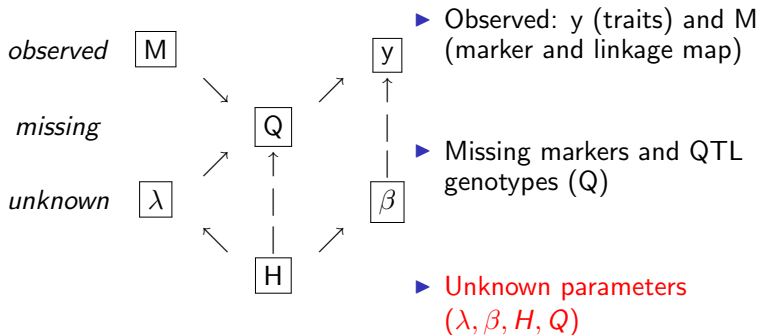 observed M y
missing Q
unknown λ β
H
▶ Observed: y (traits) and M
(marker and linkage map)
▶ Missing markers and QTL
genotypes (Q)
▶ Unknown parameters
(λ, β, H, Q)